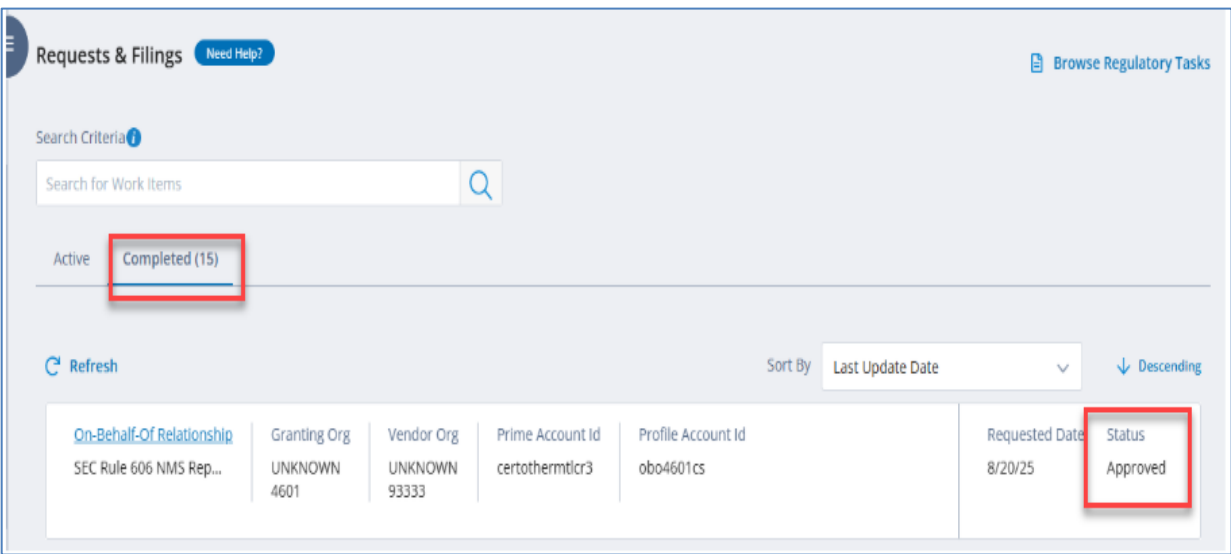 Requests & Filings
Need Help?
Browse Regulatory Tasks
Search Criteria
Search for Work Items
Active
Completed (15)
Refresh
Sort By
Last Update Date
Descending
On-Behalf-Of Relationship
SEC Rule 606 NMS Rep...
Granting Org
UNKNOWN
4601
Vendor Org
UNKNOWN
93333
Prime Account Id
certothermtlcr3
Profile Account Id
obo4601cs
Requested Date
8/20/25
Status
Approved